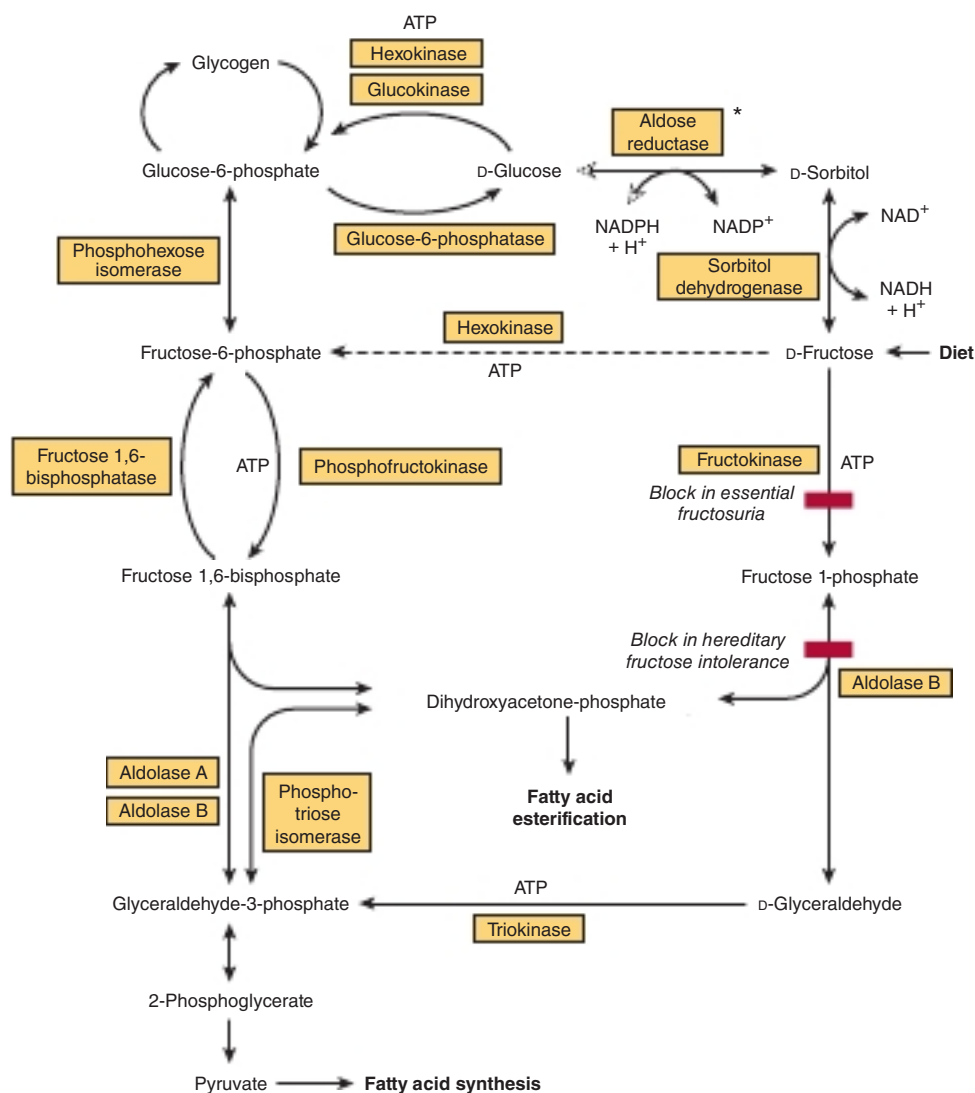 ATP
Hexokinase
Glycogen
Glucokinase
Aldose
reductase
*
Glucose-6-phosphate
D-Glucose
D-Sorbitol
NADPH
+ H⁺
NADP⁺
NAD⁺
Glucose-6-phosphatase
Phosphohexose
isomerase
Sorbitol
dehydrogenase
NADH
+ H⁺
Hexokinase
Fructose-6-phosphate
ATP
D-Fructose
Diet
Fructose 1,6-
bisphosphatase
ATP
Phosphofructokinase
Fructokinase
ATP
Block in essential
fructosuria
Fructose 1,6-bisphosphate
Fructose 1-phosphate
Block in hereditary
fructose intolerance
Aldolase B
Dihydroxyacetone-phosphate
Aldolase A
Aldolase B
Phospho-
triose
isomerase
Fatty acid
esterification
Glyceraldehyde-3-phosphate
ATP
Triokinase
D-Glyceraldehyde
2-Phosphoglycerate
Pyruvate
Fatty acid synthesis